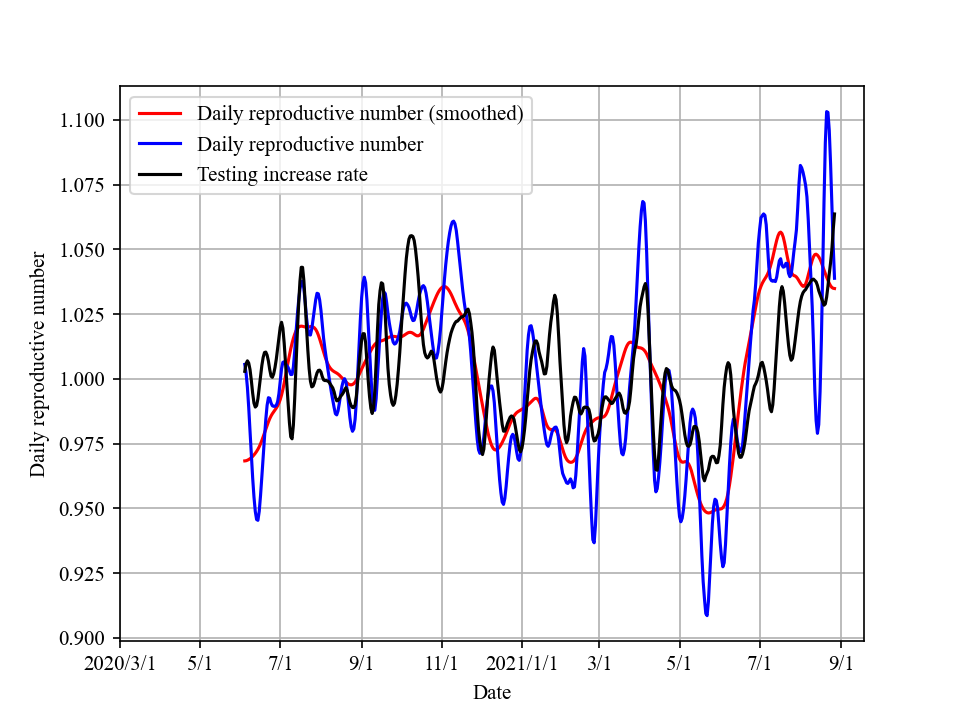 Daily reproductive number (smoothed)
Daily reproductive number
Testing increase rate
Daily reproductive number
1.100
1.075
1.050
1.025
1.000
0.975
0.950
0.925
0.900
2020/3/1 5/1 7/1 9/1 11/1 2021/1/1 3/1 5/1 7/1 9/1
Date